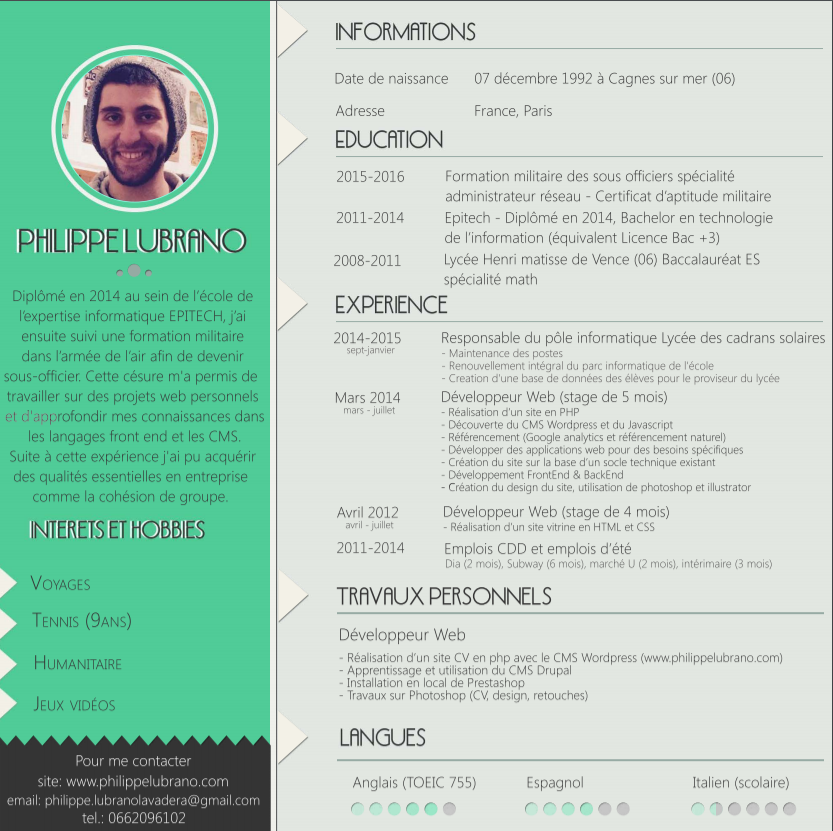 PHILIPPE LUBRANO
Diplômé en 2014 au sein de l'école de
l'expertise informatique EPITECH, j'ai
ensuite suivi une formation militaire
dans l'armée de l'air afin de devenir
sous-officier. Cette césure m'a permis de
travailler sur des projets web personnels
et d'approfondir mes connaissances dans
les langages front end et les CMS.
Suite à cette expérience j'ai pu acquérir
des qualités essentielles en entreprise
comme la cohésion de groupe.
INTERETS ET HOBBIES
Voyages
Tennis (9ans)
Humanitaire
Jeux vidéos
Pour me contacter
site: www.philippelubrano.com
email: philippe.lubranolavadera@gmail.com
tel.: 0662096102
INFORMATIONS
Date de naissance 07 décembre 1992 à Cagnes sur mer (06)
Adresse France, Paris
EDUCATION
2015-2016 Formation militaire des sous officiers spécialité
administrateur réseau - Certificat d'aptitude militaire
2011-2014 Epitech - Diplômé en 2014, Bachelor en technologie
de l'information (équivalent Licence Bac +3)
2008-2011 Lycée Henri matisse de Vence (06) Baccalauréat ES
spécialité math
EXPERIENCE
2014-2015 Responsable du pôle informatique Lycée des cadrans solaires
sept-janvier
- Maintenance des postes
- Renouvellement intégral du parc informatique de l'école
- Creation d'une base de données des élèves pour le proviseur du lycée
Mars 2014 Développeur Web (stage de 5 mois)
mars - juillet
- Réalisation d'un site en PHP
- Découverte du CMS Wordpress et du Javascript
- Référencement (Google analytics et référencement naturel)
- Développer des applications web pour des besoins spécifiques
- Création du site sur la base d'un socle technique existant
- Développement FrontEnd & BackEnd
- Création du design du site, utilisation de photoshop et illustrator
Avril 2012 Développeur Web (stage de 4 mois)
avril - juillet
- Réalisation d'un site vitrine en HTML et CSS
2011-2014 Emplois CDD et emplois d'été
Dia (2 mois), Subway (6 mois), marché U (2 mois), intérimaire (3 mois)
TRAVAUX PERSONNELS
Développeur Web
- Réalisation d'un site CV en php avec le CMS Wordpress (www.philippelubrano.com)
- Apprentissage et utilisation du CMS Drupal
- Installation en local de Prestashop
- Travaux sur Photoshop (CV, design, retouches)
LANGUES
Anglais (TOEIC 755) Espagnol Italien (scolaire)